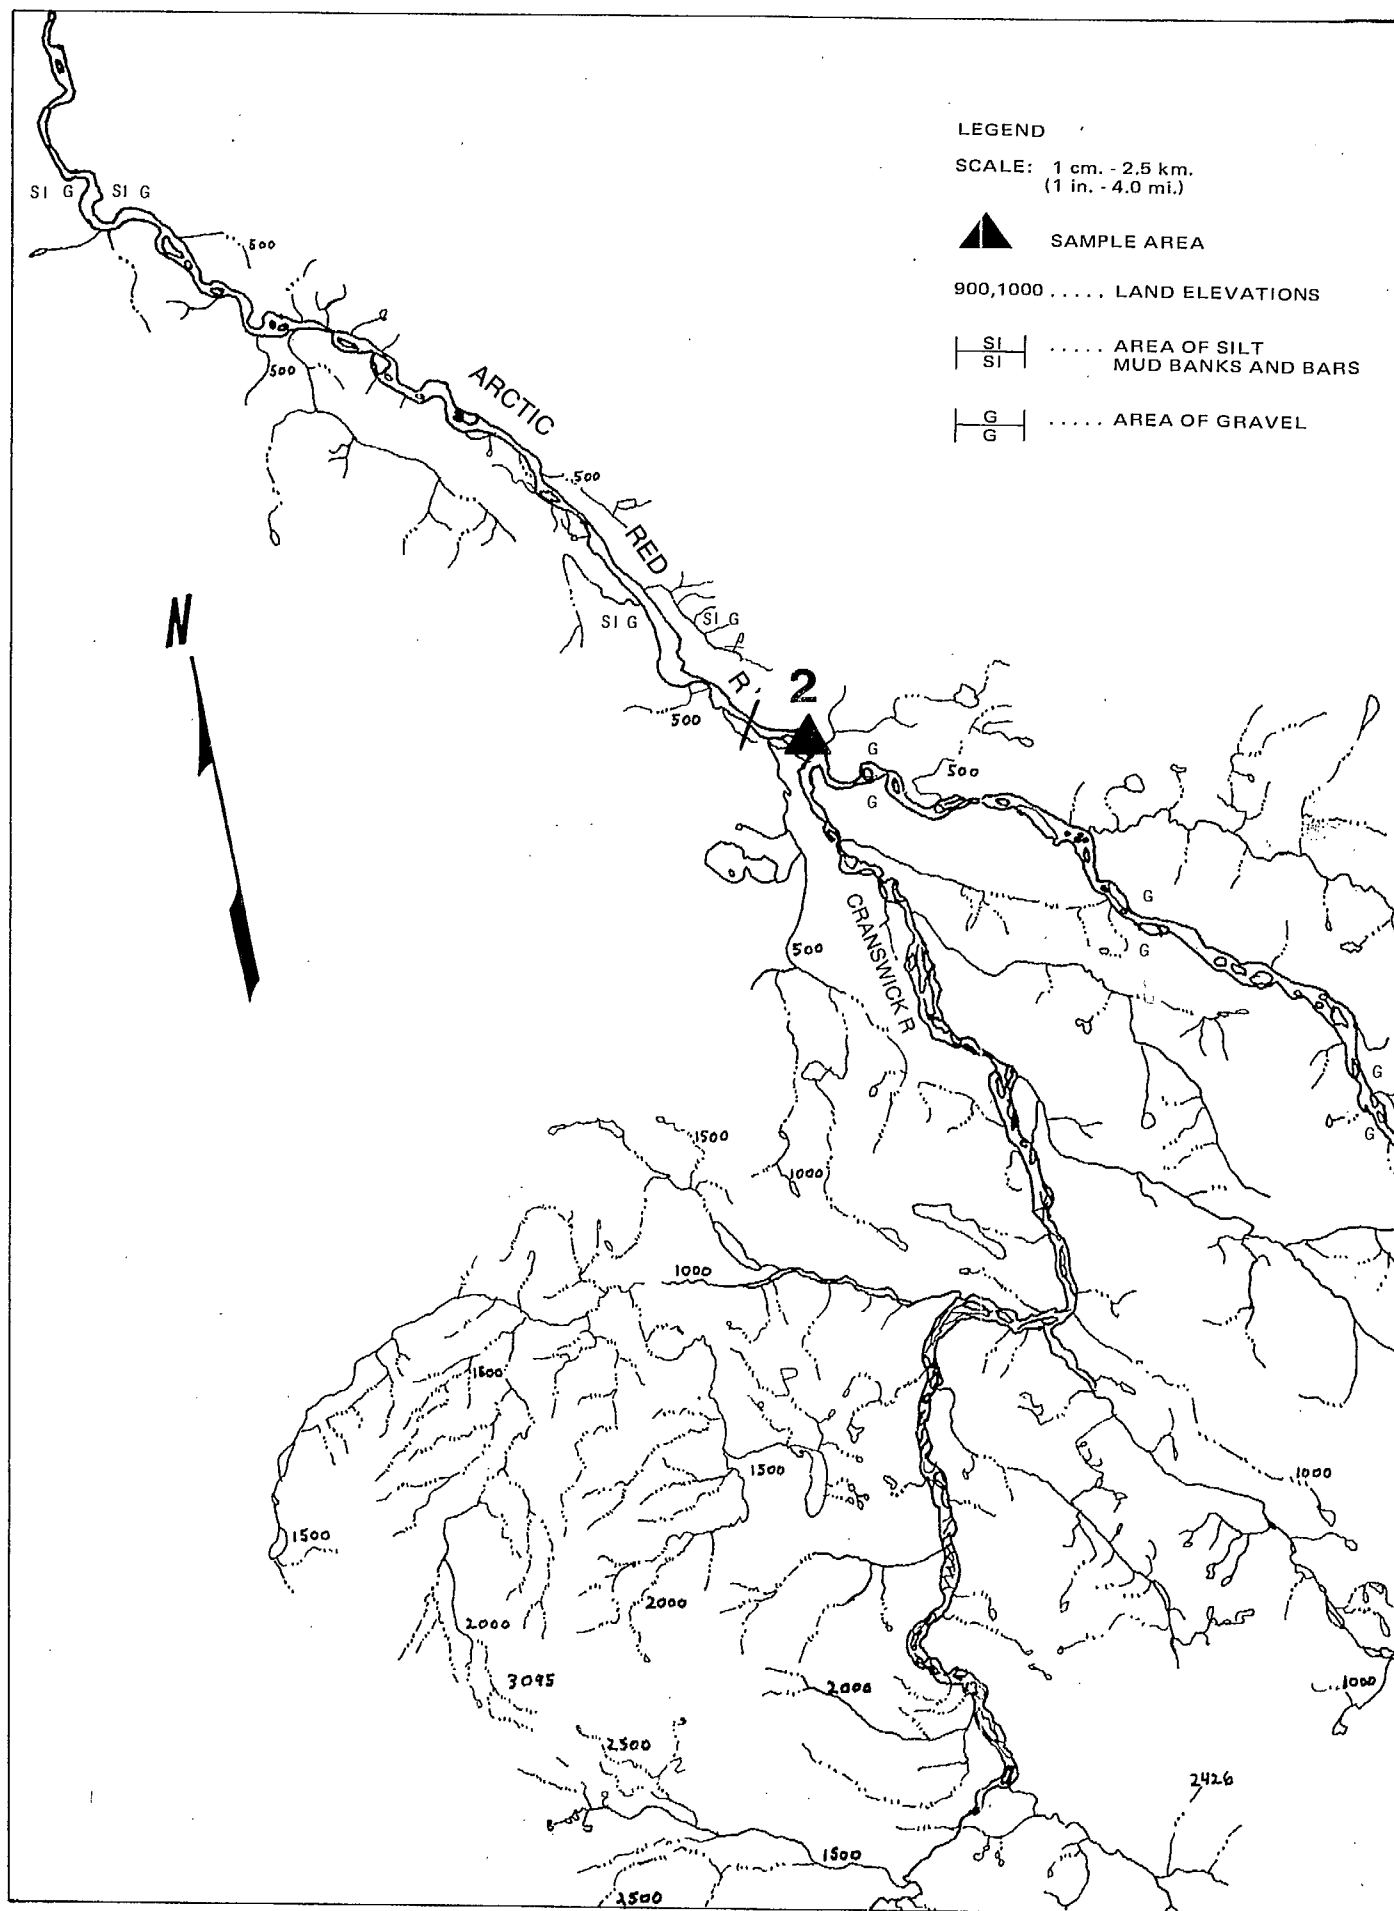 LEGEND
SCALE: 1 cm. - 2.5 km.
(1 in. - 4.0 mi.)
SAMPLE AREA
900,1000 ..... LAND ELEVATIONS
SI
SI
..... AREA OF SILT
MUD BANKS AND BARS
G
G
..... AREA OF GRAVEL
SI G
SI G
500
500
ARCTIC
500
RED
N
SI G
SI G
R.
2
500
G
500
G
G
CRANSWICK R
500
G
G
1500
G
1000
1000
1500
1500
1000
1500
2000
2000
3095
2000
1000
2500
2426
1500
2500